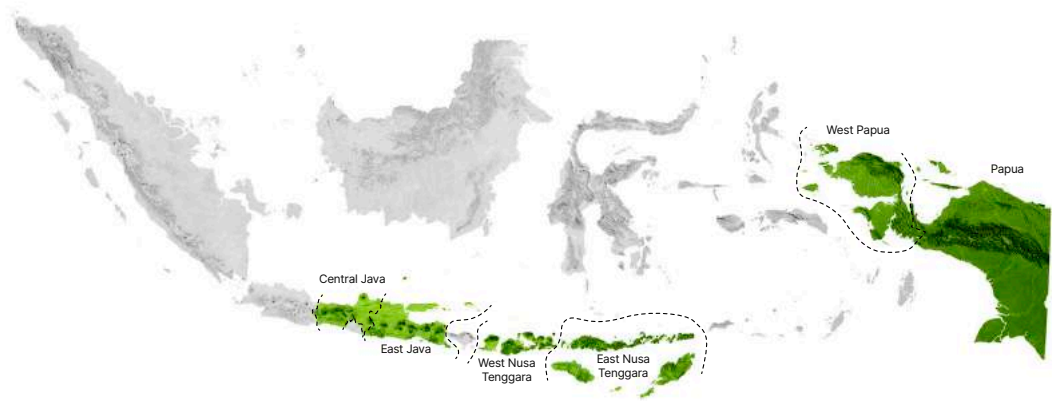 West Papua
Papua
Central Java
East Java
West Nusa
Tenggara
East Nusa
Tenggara